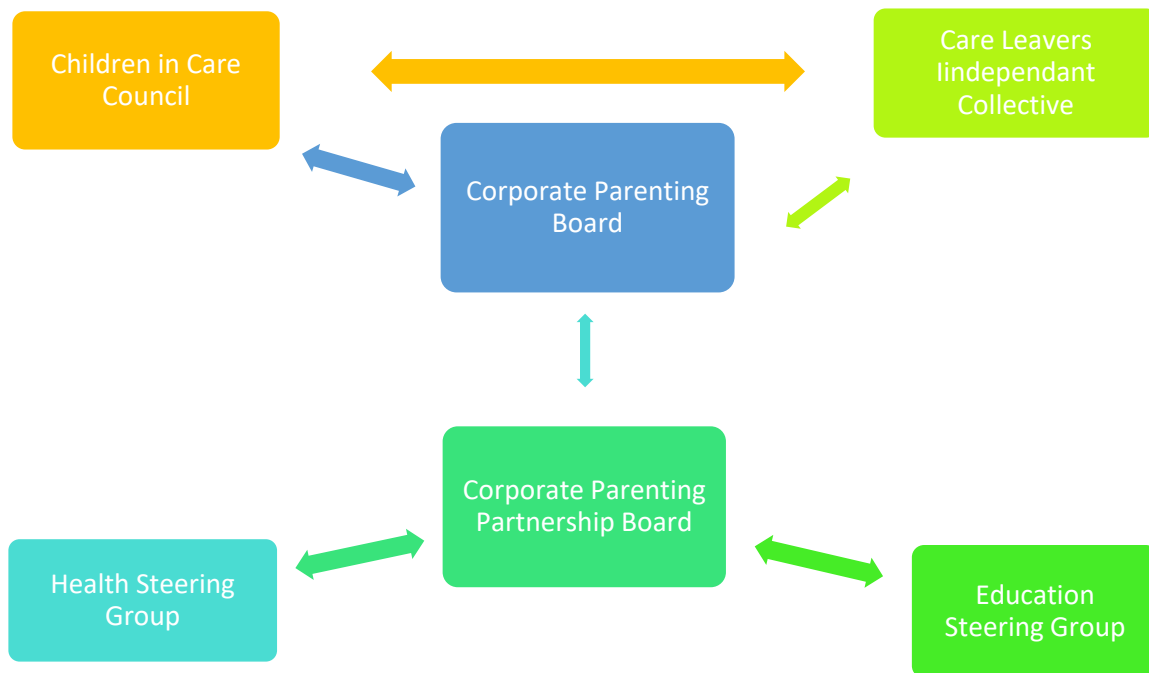 Children in Care
Council
Care Leavers
Iindependant
Collective
Corporate Parenting
Board
Corporate Parenting
Partnership Board
Health Steering
Group
Education
Steering Group